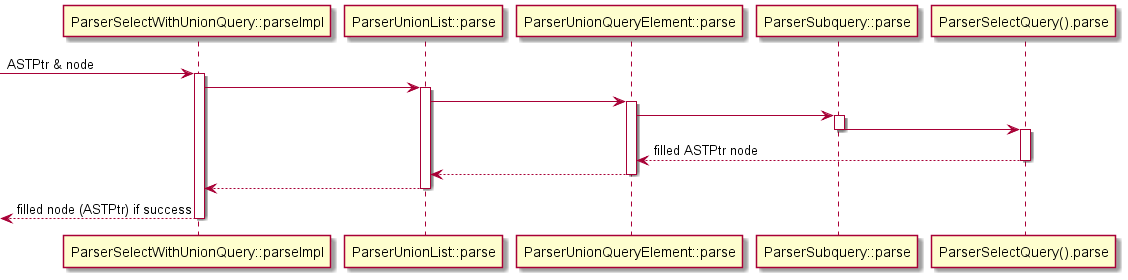 ParserSelectWithUnionQuery::parseImpl
ParserUnionList::parse
ParserUnionQueryElement::parse
ParserSubquery::parse
ParserSelectQuery().parse
ASTPtr & node
filled ASTPtr node
filled node (ASTPtr) if success
ParserSelectWithUnionQuery::parseImpl
ParserUnionList::parse
ParserUnionQueryElement::parse
ParserSubquery::parse
ParserSelectQuery().parse